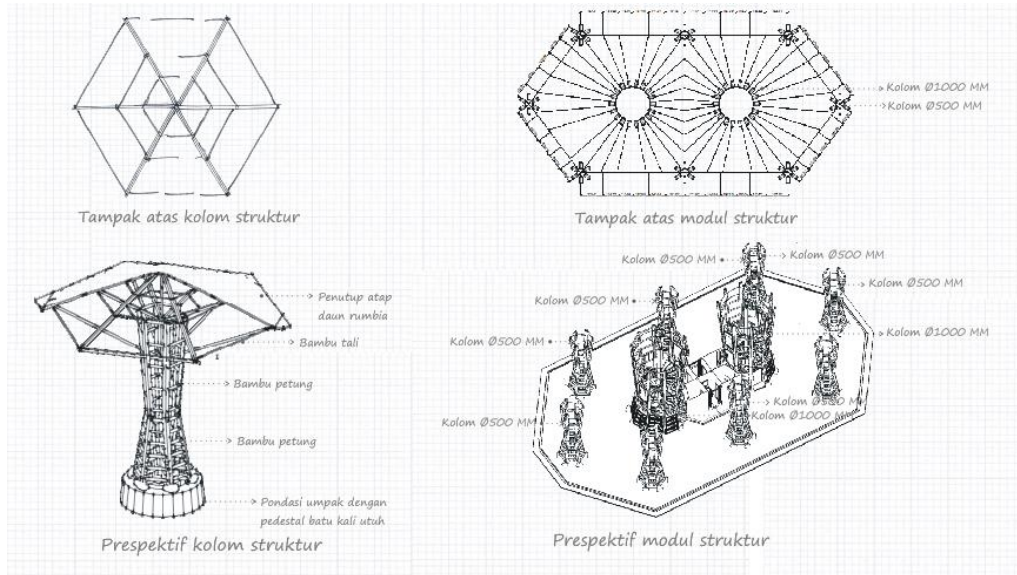 Kolom Ø1000 MM
Kolom Ø500 MM
Tampak atas kolom struktur
Tampak atas modul struktur
Penutup atap
daun rumbia
Bambu tali
Bambu petung
Bambu petung
Pondasi umpak dengan
pedestal batu kali utuh
Prespektif kolom struktur
Kolom Ø500 MM
Kolom Ø500 MM
Kolom Ø500 MM
Kolom Ø500 MM
Kolom Ø1000 MM
Kolom Ø500 MM
Kolom Ø500 MM
Kolom Ø1000 MM
Kolom Ø500 MM
Prespektif modul struktur